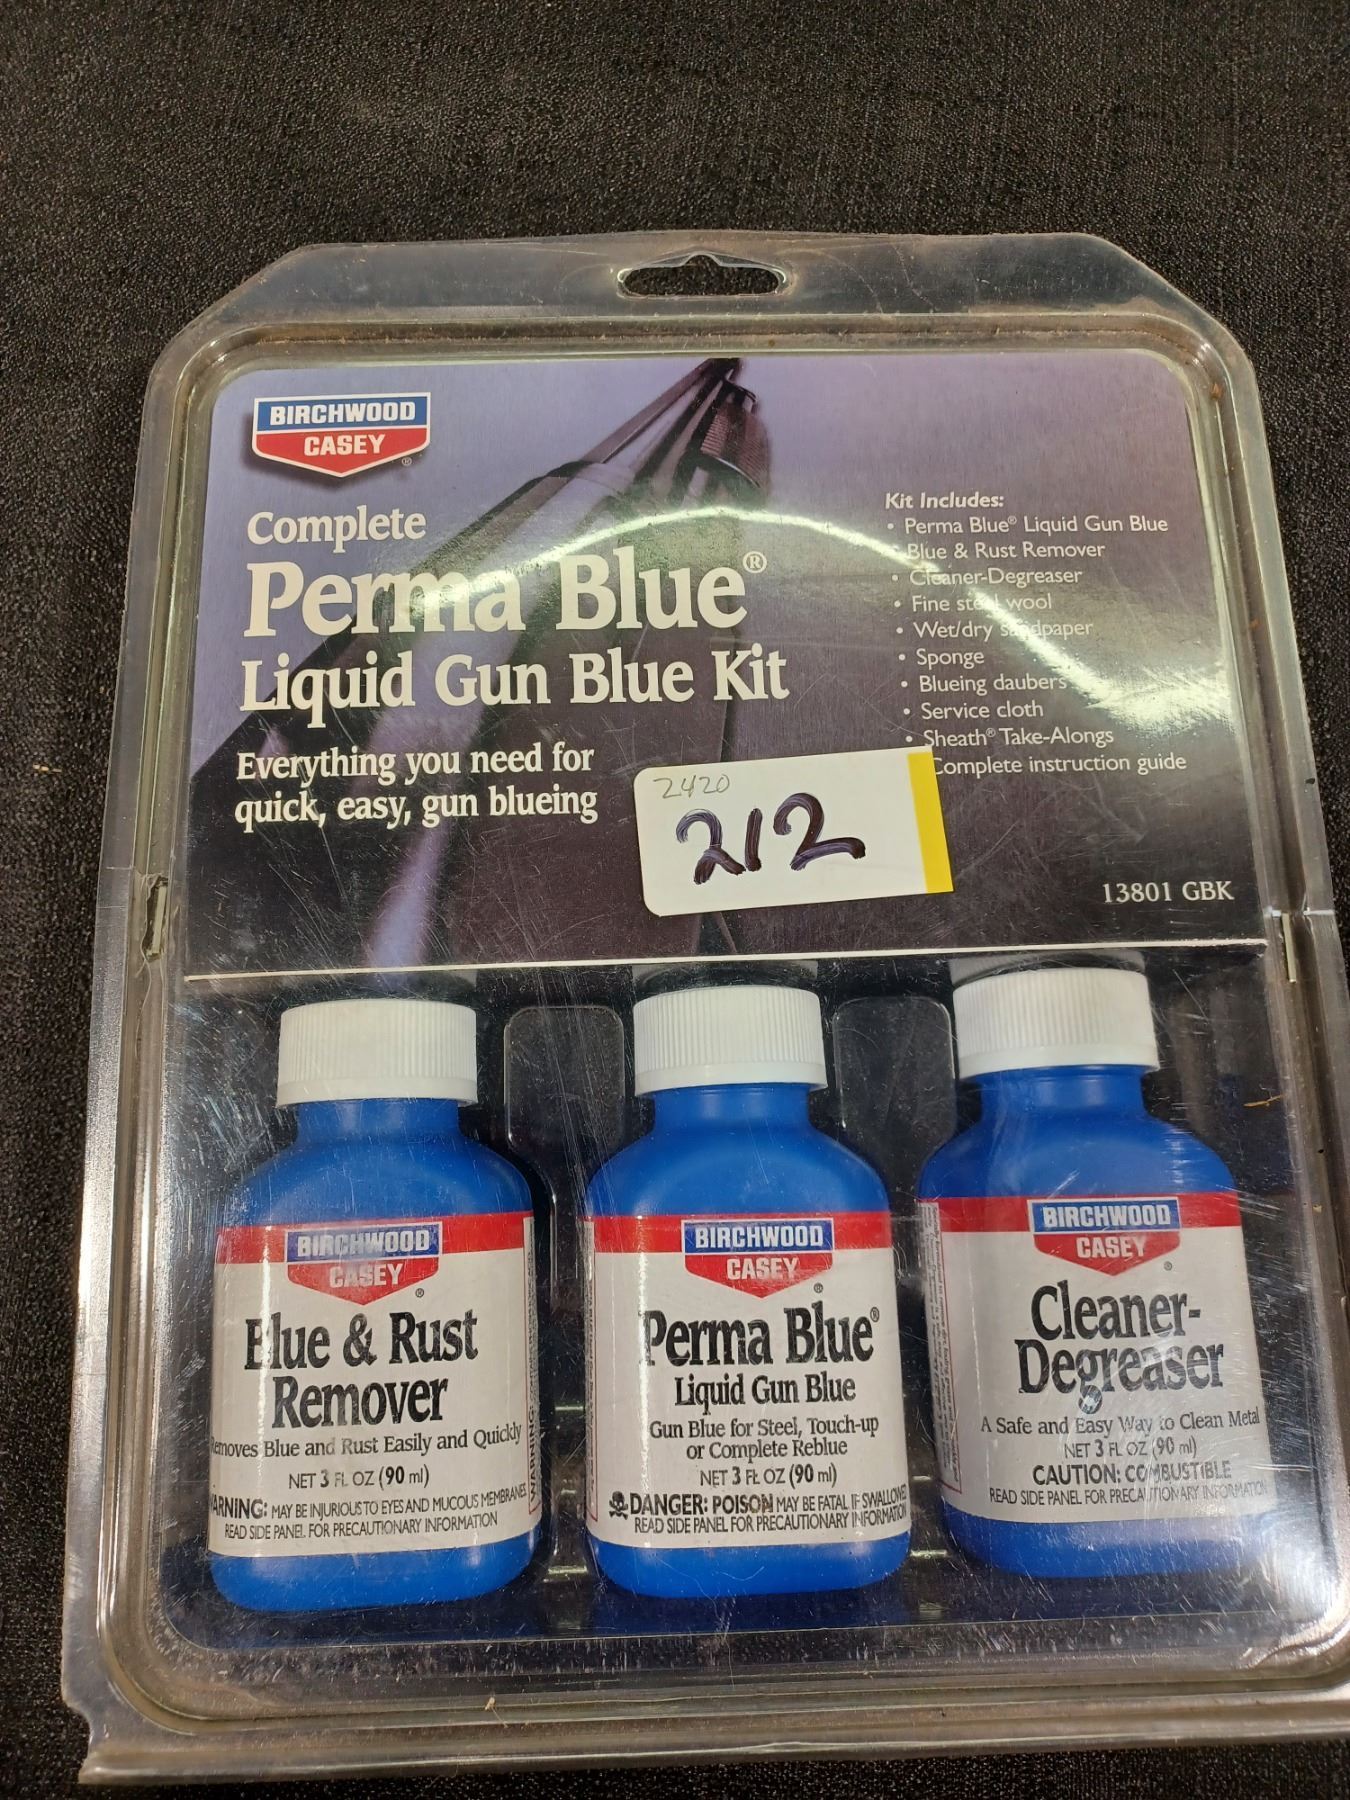 BIRCHWOOD
CASEY
®
Complete
Perma Blue®
Liquid Gun Blue Kit
Everything you need for
quick, easy, gun blueing
Kit Includes:
• Perma Blue® Liquid Gun Blue
• Blue & Rust Remover
• Cleaner-Degreaser
• Fine steel wool
• Wet/dry sandpaper
• Sponge
• Blueing daubers
• Service cloth
• Sheath® Take-Alongs
Complete instruction guide
2420
212
13801 GBK
BIRCHWOOD
CASEY
®
Blue & Rust
Remover
Removes Blue and Rust Easily and Quickly
NET 3 FL OZ (90 ml)
WARNING: MAY BE INJURIOUS TO EYES AND MUCOUS MEMBRANES
READ SIDE PANEL FOR PRECAUTIONARY INFORMATION
WARNING:
BIRCHWOOD
CASEY
®
Perma Blue®
Liquid Gun Blue
Gun Blue for Steel, Touch-up
or Complete Reblue
NET 3 FL OZ (90 ml)
DANGER: POISON MAY BE FATAL IF SWALLOWED
READ SIDE PANEL FOR PRECAUTIONARY INFORMATION
BIRCHWOOD
CASEY
®
Cleaner-
Degreaser
A Safe and Easy Way to Clean Metal
NET 3 FL OZ (90 ml)
CAUTION: COMBUSTIBLE
READ SIDE PANEL FOR PRECAUTIONARY INFORMATION